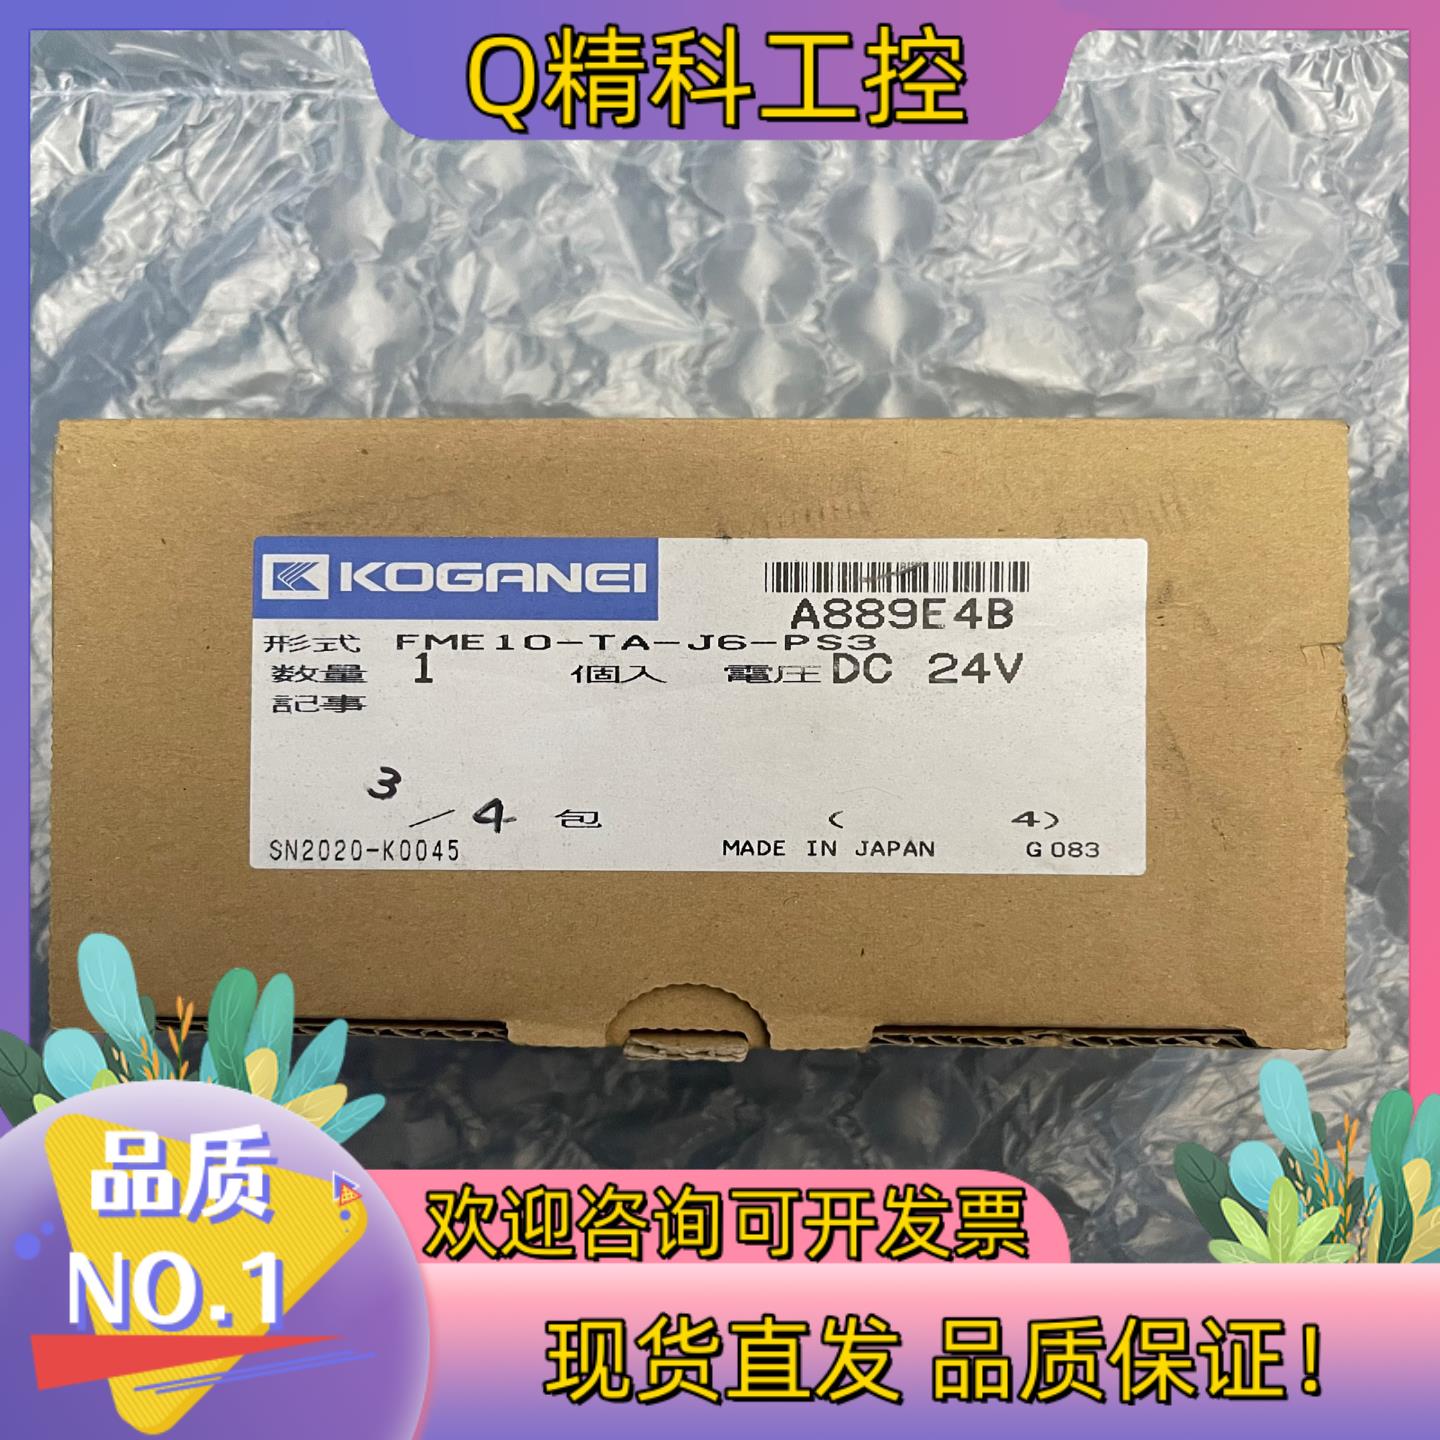 Q精科工控
KOGANEI
A889E4B
形式 FME10-TA-J6-PS3
数量 1 個入 電圧 DC 24V
記事
3／4 包 ( 4)
SN2020-K0045 MADE IN JAPAN G083
品质
NO.1
欢迎咨询可开发票
现货直发 品质保证！